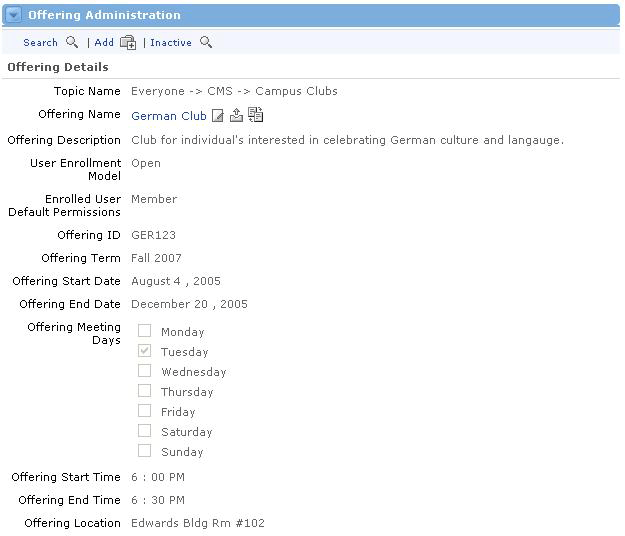 Offering Administration
Search | Add | Inactive
Offering Details
Topic Name Everyone -> CMS -> Campus Clubs
Offering Name German Club
Offering Description Club for individual's interested in celebrating German culture and langauge.
User Enrollment Open
Model
Enrolled User Member
Default Permissions
Offering ID GER123
Offering Term Fall 2007
Offering Start Date August 4 , 2005
Offering End Date December 20 , 2005
Offering Meeting
Days
Monday
Tuesday
Wednesday
Thursday
Friday
Saturday
Sunday
Offering Start Time 6 : 00 PM
Offering End Time 6 : 30 PM
Offering Location Edwards Bldg Rm #102